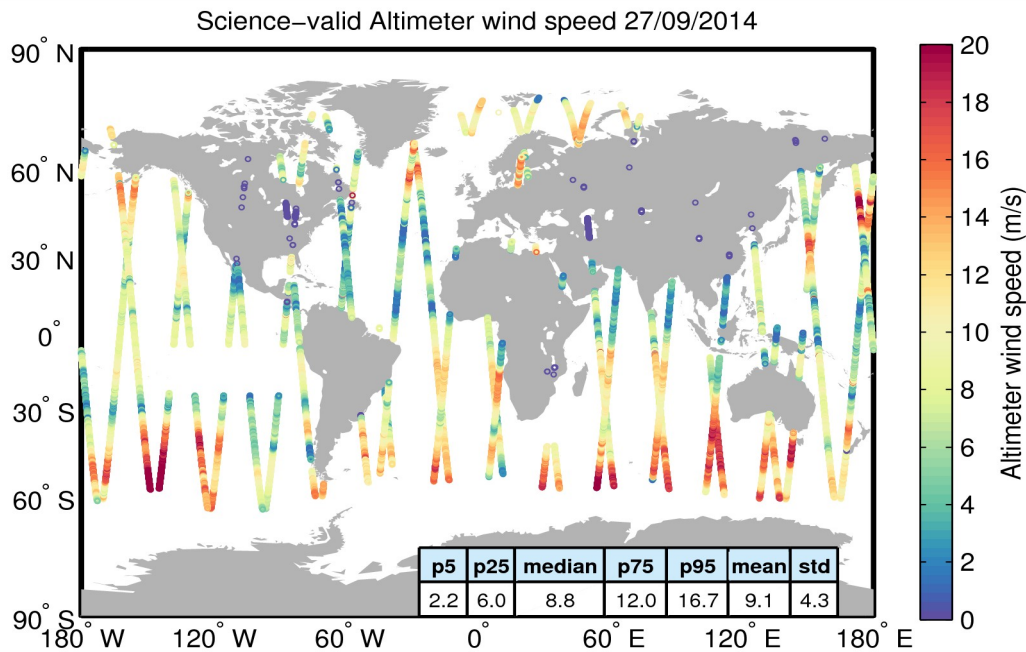 Science−valid Altimeter wind speed 27/09/2014
90° N
60° N
30° N
0°
30° S
60° S
90° S
180° W
120° W
60° W
0°
60° E
120° E
180° E
p5 p25 median p75 p95 mean std
2.2 6.0 8.8 12.0 16.7 9.1 4.3
20
18
16
14
12
10
8
6
4
2
0
Altimeter wind speed (m/s)